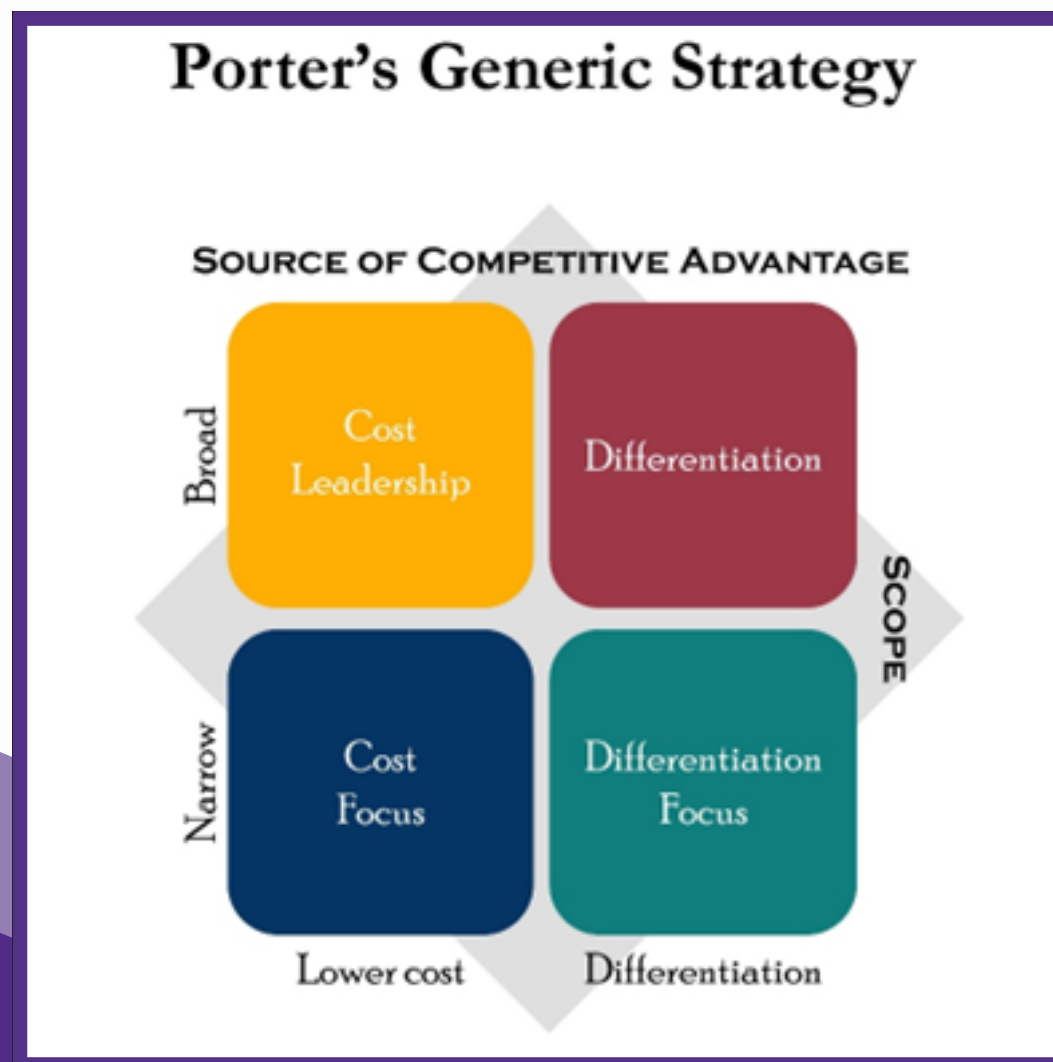 Porter's Generic Strategy
SOURCE OF COMPETITIVE ADVANTAGE
Broad
Cost
Leadership
Differentiation
SCOPE
Narrow
Cost
Focus
Differentiation
Focus
Lower cost
Differentiation